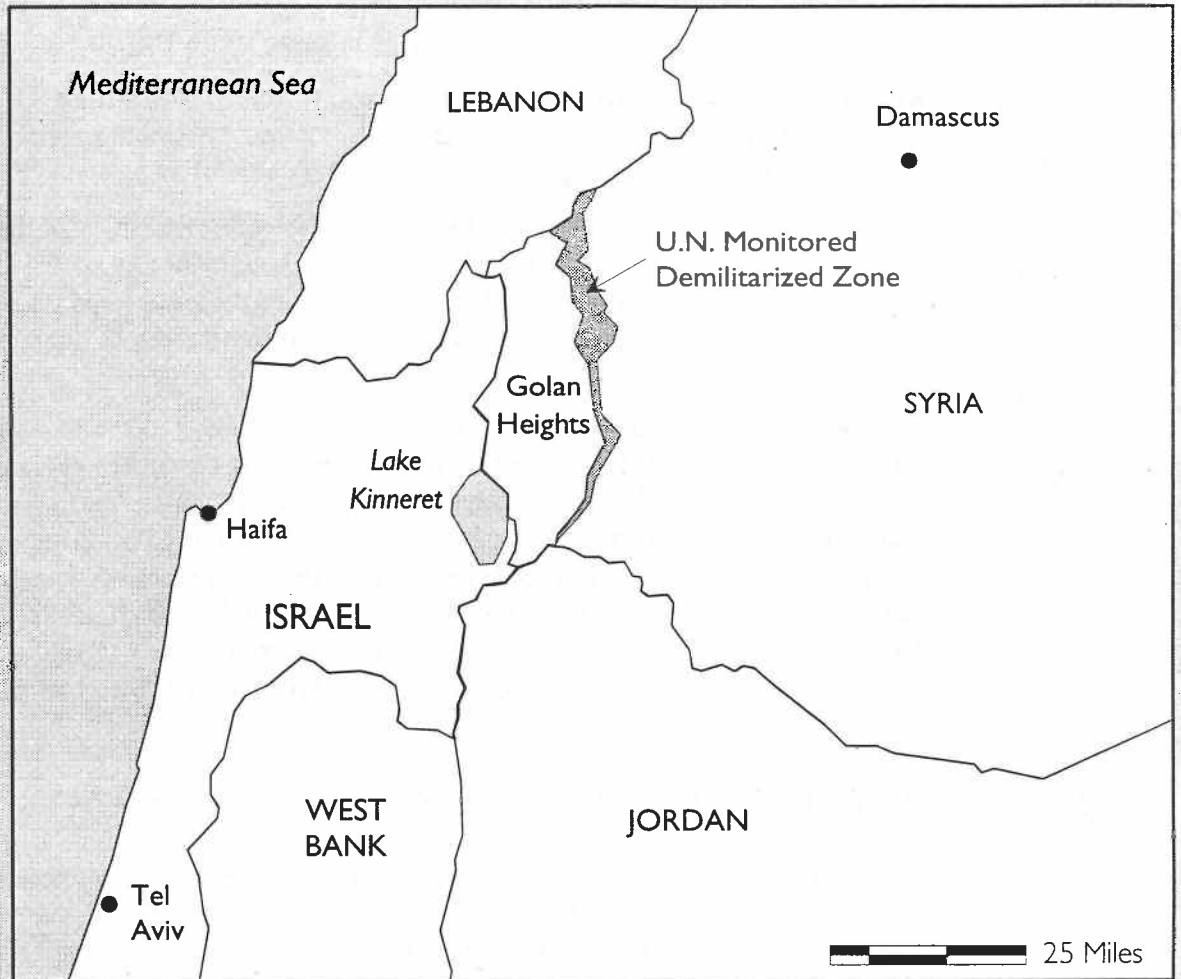 Mediterranean Sea
LEBANON
Damascus
U.N. Monitored
Demilitarized Zone
Golan
Heights
SYRIA
Lake
Kinneret
Haifa
ISRAEL
WEST
BANK
JORDAN
Tel
Aviv
25 Miles